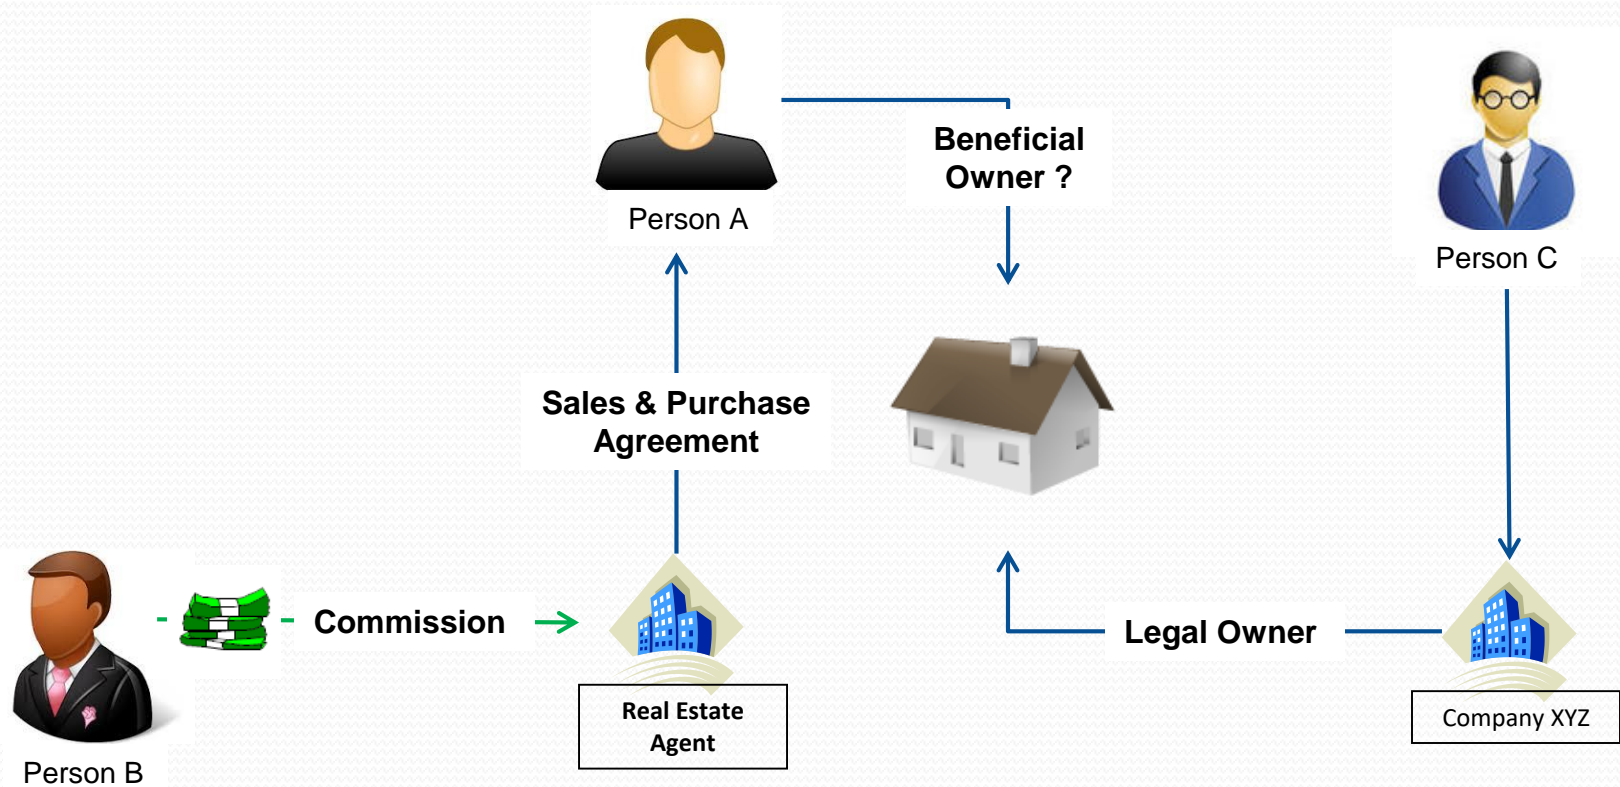 Person A
Beneficial
Owner ?
Person C
Sales & Purchase
Agreement
Commission
Legal Owner
Real Estate
Agent
Company XYZ
Person B